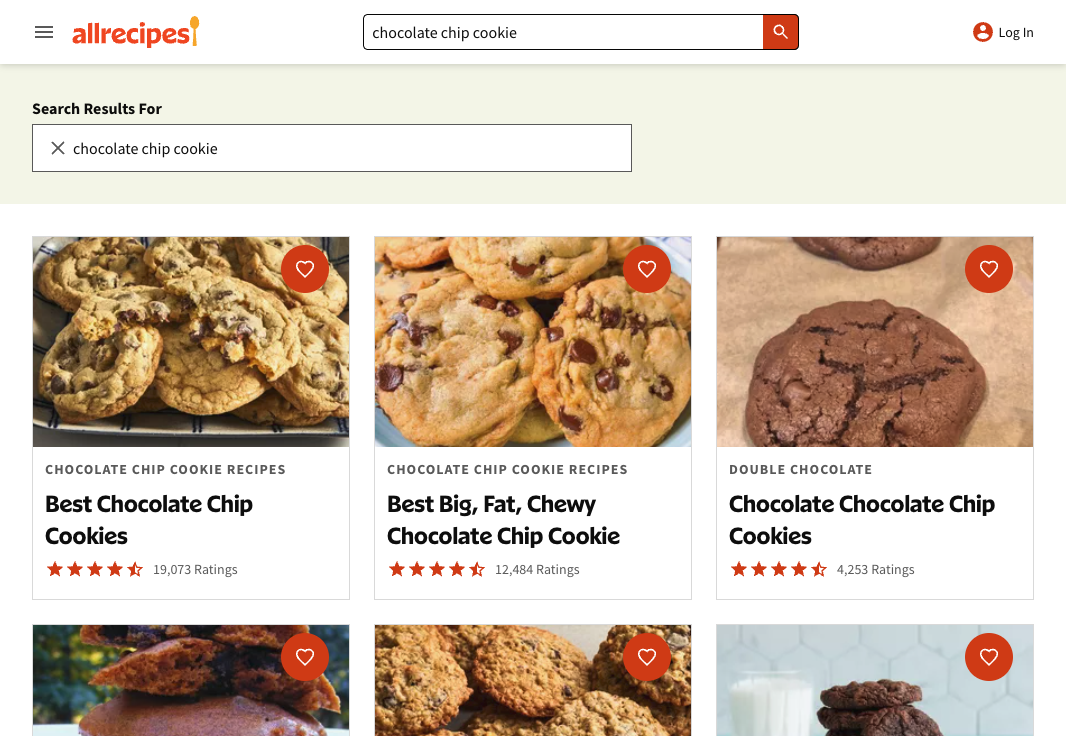 allrecipes
chocolate chip cookie
Log In
Search Results For
chocolate chip cookie
CHOCOLATE CHIP COOKIE RECIPES
Best Chocolate Chip
Cookies
19,073 Ratings
CHOCOLATE CHIP COOKIE RECIPES
Best Big, Fat, Chewy
Chocolate Chip Cookie
12,484 Ratings
DOUBLE CHOCOLATE
Chocolate Chocolate Chip
Cookies
4,253 Ratings